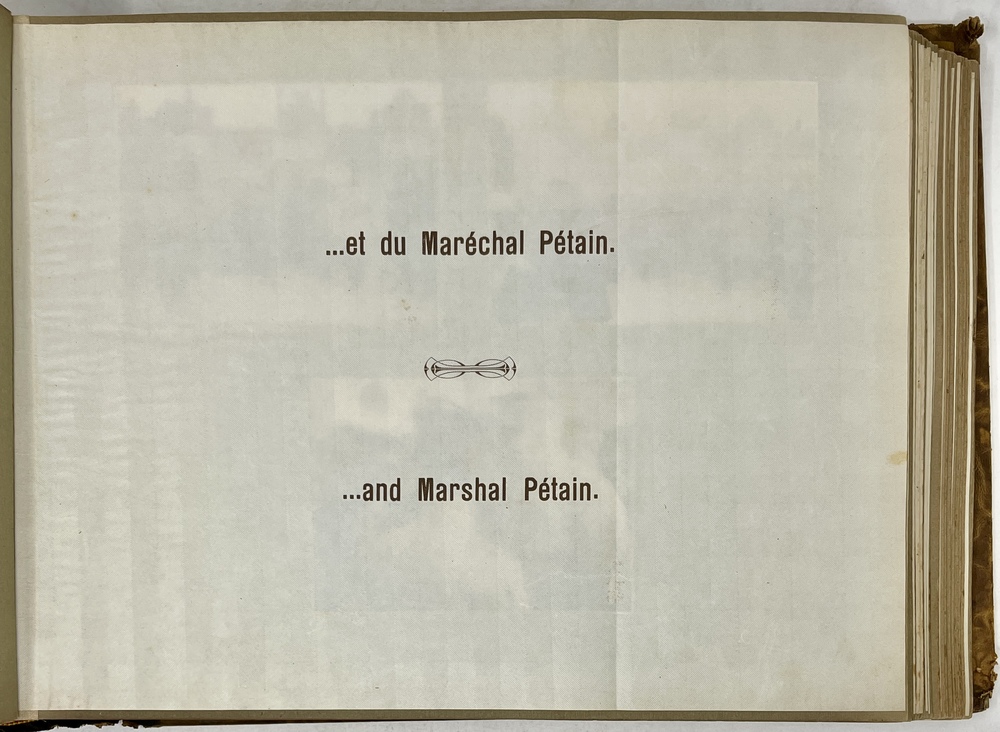 ...et du Maréchal Pétain.
...and Marshal Pétain.